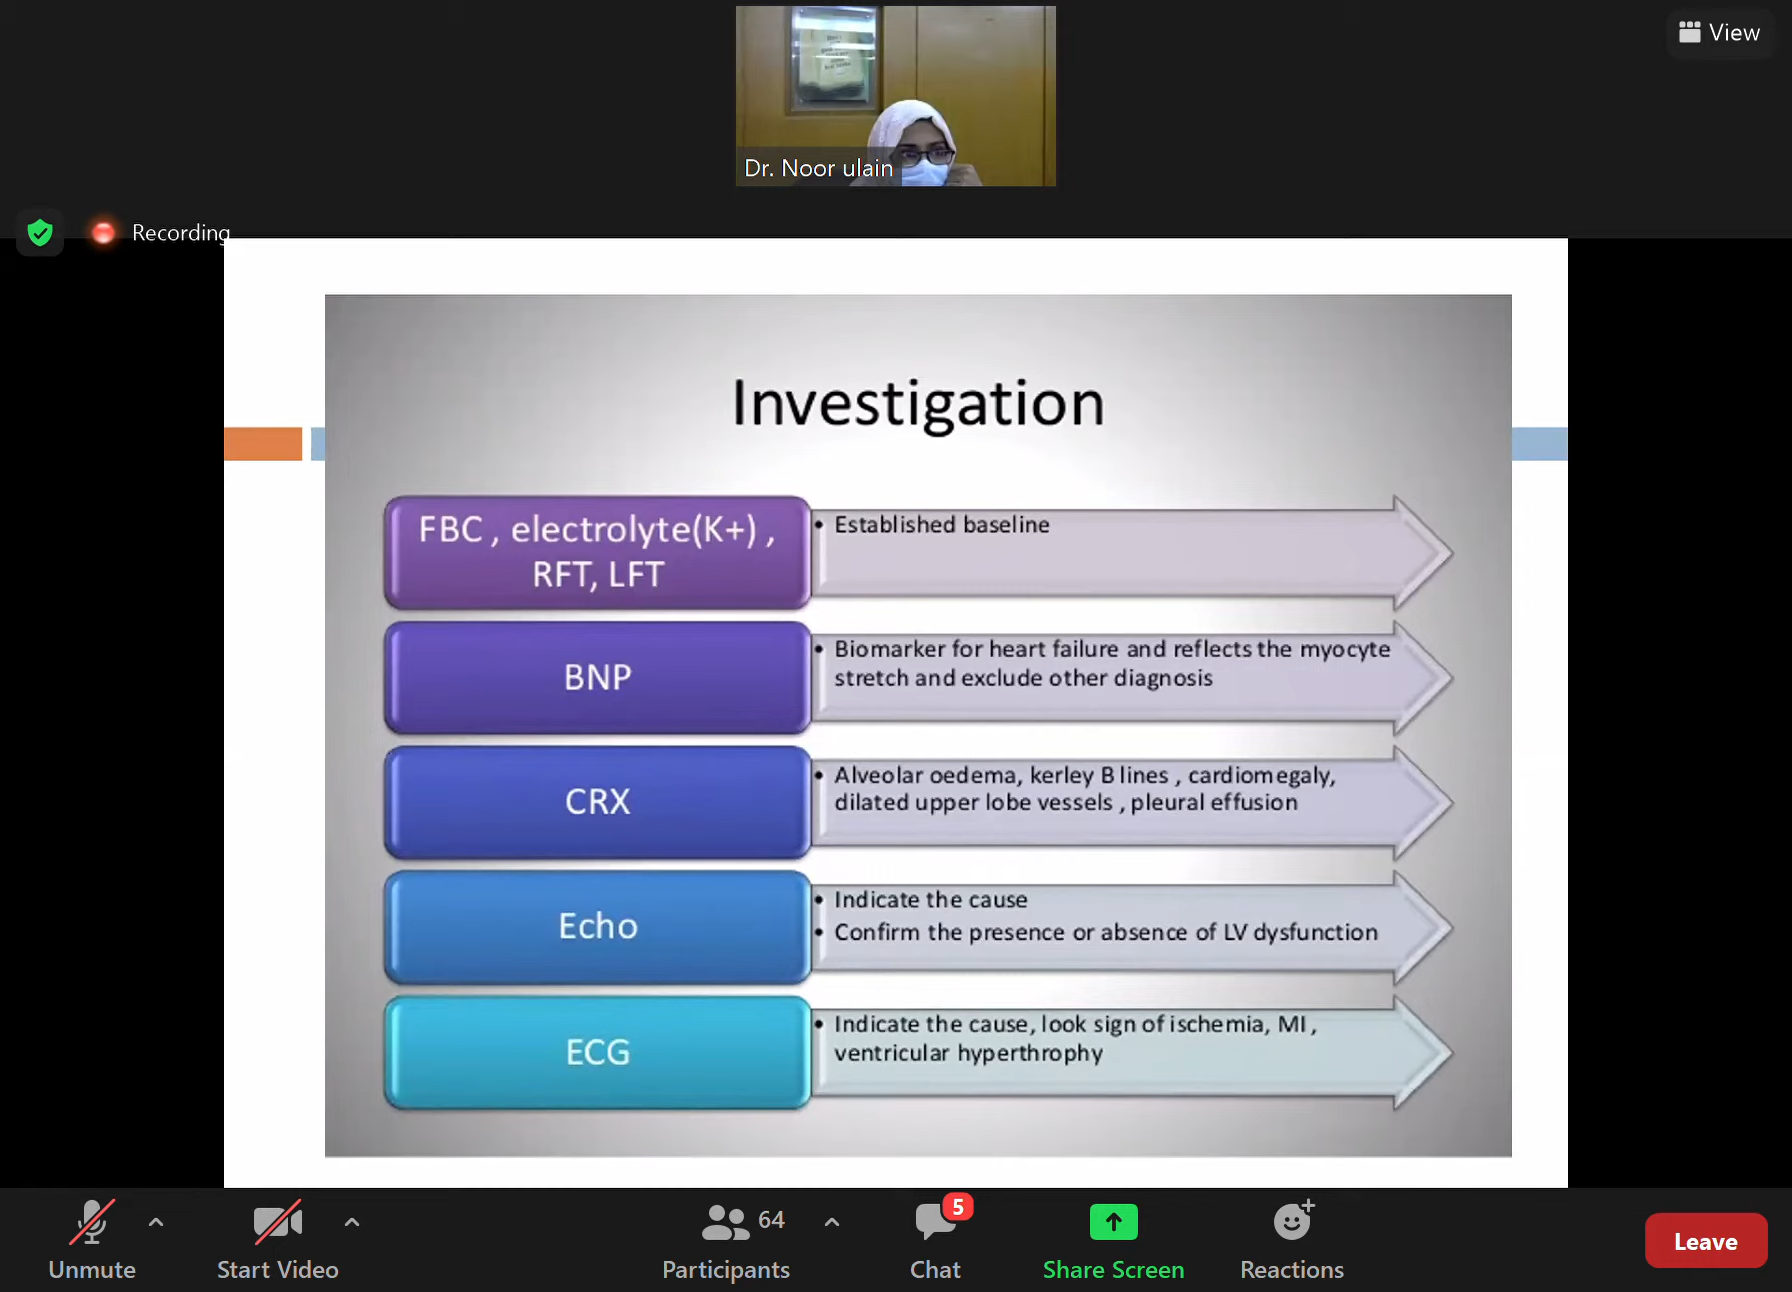 View
Dr. Noor ulain
Recording
Investigation
FBC , electrolyte(K+) ,
RFT, LFT
• Established baseline
BNP
• Biomarker for heart failure and reflects the myocyte
stretch and exclude other diagnosis
CRX
• Alveolar oedema, kerley B lines , cardiomegaly,
dilated upper lobe vessels , pleural effusion
Echo
• Indicate the cause
• Confirm the presence or absence of LV dysfunction
ECG
• Indicate the cause, look sign of ischemia, MI ,
ventricular hyperthrophy
Unmute
Start Video
64
Participants
5
Chat
Share Screen
Reactions
Leave